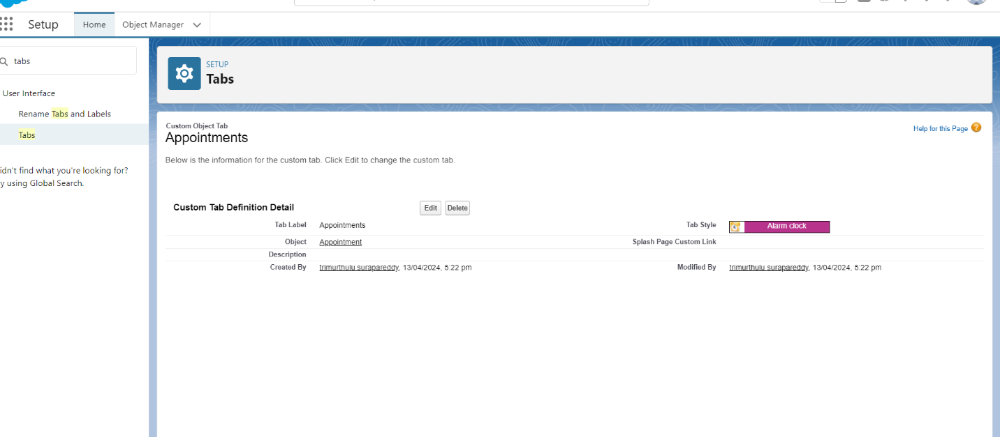 Setup
Home
Object Manager
tabs
User Interface
Rename Tabs and Labels
Tabs
idn't find what you're looking for?
y using Global Search.
SETUP
Tabs
Custom Object Tab
Appointments
Help for this Page ?
Below is the information for the custom tab. Click Edit to change the custom tab.
Custom Tab Definition Detail
Edit
Delete
Tab Label Appointments
Tab Style Alarm clock
Object Appointment
Splash Page Custom Link
Description
Created By trimurthulu surapareddy, 13/04/2024, 5:22 pm
Modified By trimurthulu surapareddy, 13/04/2024, 5:22 pm